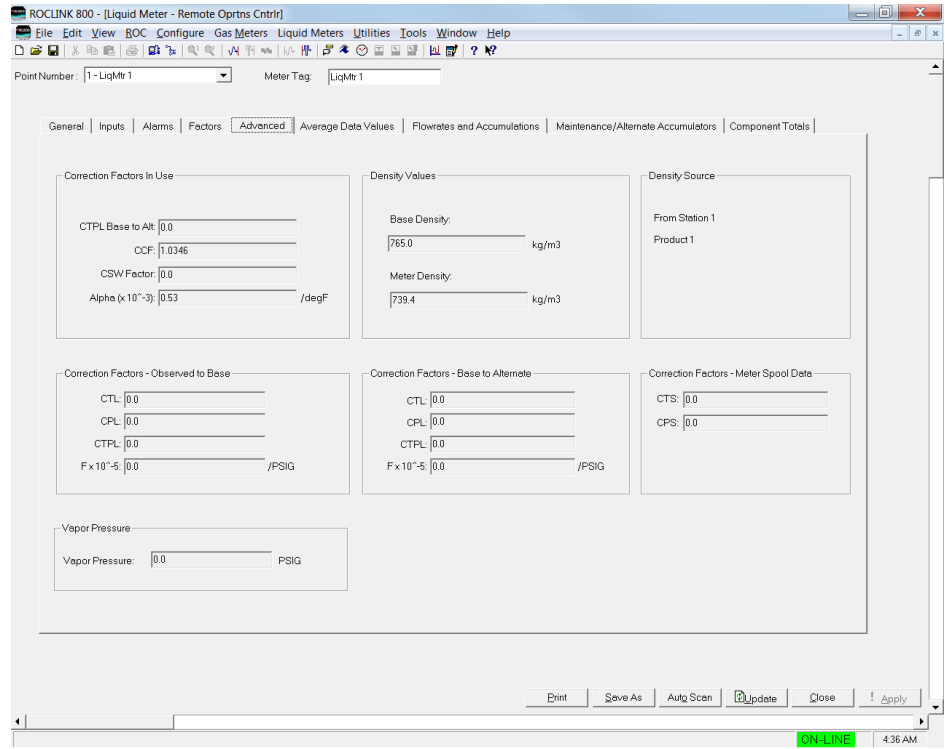 ROCLINK 800 - [Liquid Meter - Remote Oprtns Cntrlr]
File Edit View ROC Configure Gas Meters Liquid Meters Utilities Tools Window Help
Point Number : 1 - LiqMtr 1 Meter Tag: LiqMtr 1
General Inputs Alarms Factors Advanced Average Data Values Flowrates and Accumulations Maintenance/Alternate Accumulators Component Totals
Correction Factors In Use
CTPL Base to Alt: 0.0
CCF: 1.0346
CSW Factor: 0.0
Alpha (x 10^-3): 0.53 /degF
Density Values
Base Density:
765.0 kg/m3
Meter Density:
739.4 kg/m3
Density Source
From Station 1
Product 1
Correction Factors - Observed to Base
CTL: 0.0
CPL: 0.0
CTPL: 0.0
F x 10^-5: 0.0 /PSIG
Correction Factors - Base to Alternate
CTL: 0.0
CPL: 0.0
CTPL: 0.0
F x 10^-5: 0.0 /PSIG
Correction Factors - Meter Spool Data
CTS: 0.0
CPS: 0.0
Vapor Pressure
Vapor Pressure: 0.0 PSIG
Print Save As Auto Scan Update Close ! Apply
ON-LINE 4:36 AM